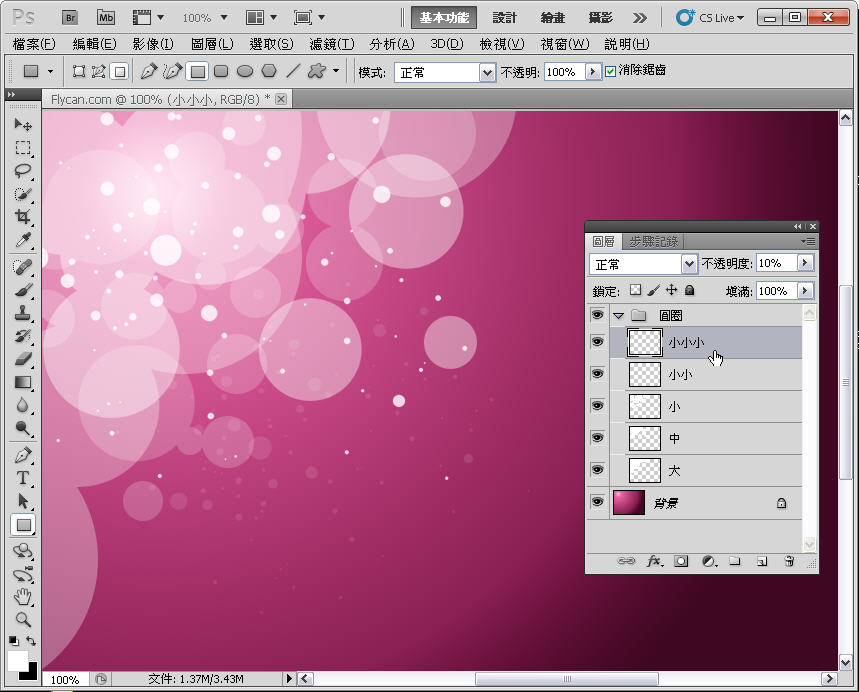 Ps Br Mb 100% 基本功能 設計 繪畫 攝影 CS Live
檔案(F) 編輯(E) 影像(I) 圖層(L) 選取(S) 濾鏡(T) 分析(A) 3D(D) 檢視(V) 視窗(W) 說明(H)
模式: 正常 不透明: 100% 消除鋸齒
Flycan.com @ 100% (小小小, RGB/8) *
圖層 步驟記錄
正常 不透明度: 10%
鎖定: 填滿: 100%
圓圈
小小小
小小
小
中
大
背景
fx
T
100% 文件: 1.37M/3.43M